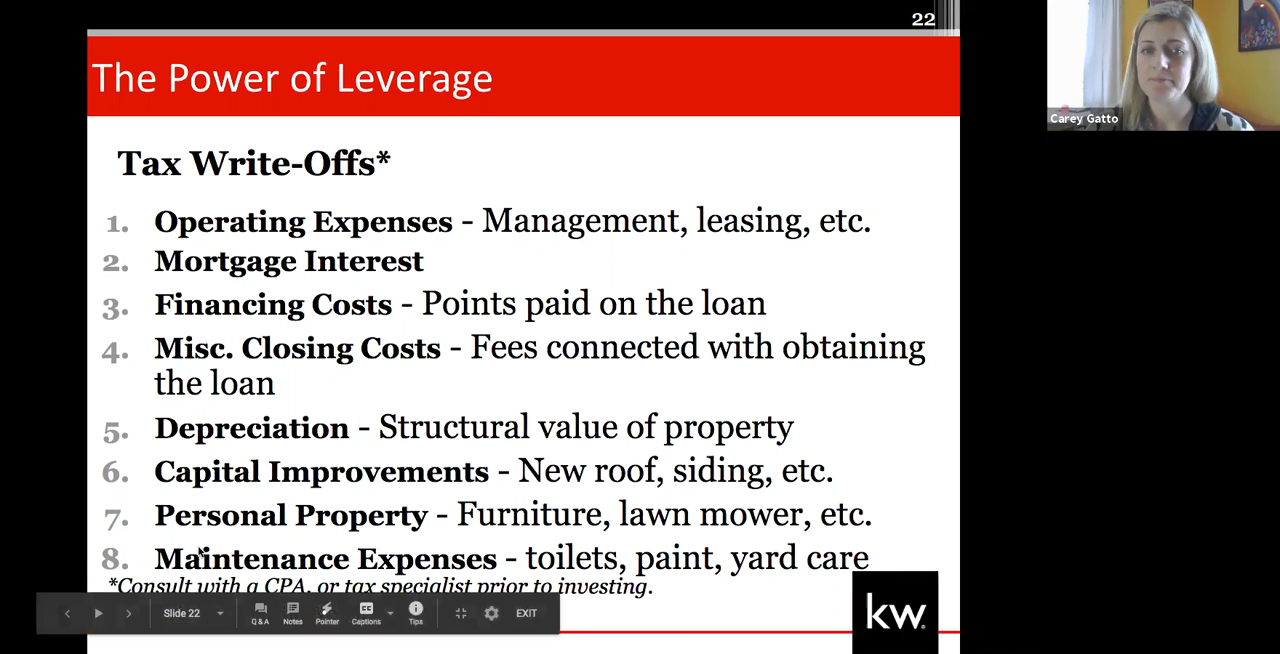 22
The Power of Leverage
Carey Gatto
Tax Write-Offs*
1. Operating Expenses - Management, leasing, etc.
2. Mortgage Interest
3. Financing Costs - Points paid on the loan
4. Misc. Closing Costs - Fees connected with obtaining
the loan
5. Depreciation - Structural value of property
6. Capital Improvements - New roof, siding, etc.
7. Personal Property - Furniture, lawn mower, etc.
8. Maintenance Expenses - toilets, paint, yard care
*Consult with a CPA, or tax specialist prior to investing.
Slide 22 Q & A Notes Pointer Captions Tips EXIT
kw.